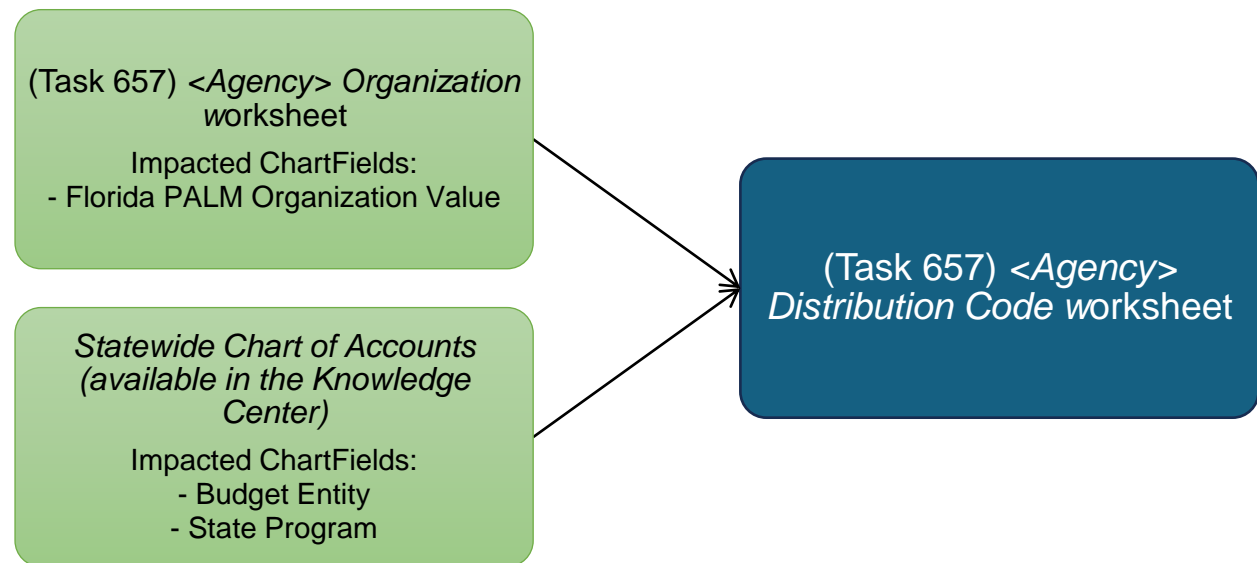 (Task 657) <Agency> Organization
worksheet
Impacted ChartFields:
- Florida PALM Organization Value
(Task 657) <Agency>
Distribution Code worksheet
Statewide Chart of Accounts
(available in the Knowledge
Center)
Impacted ChartFields:
- Budget Entity
- State Program